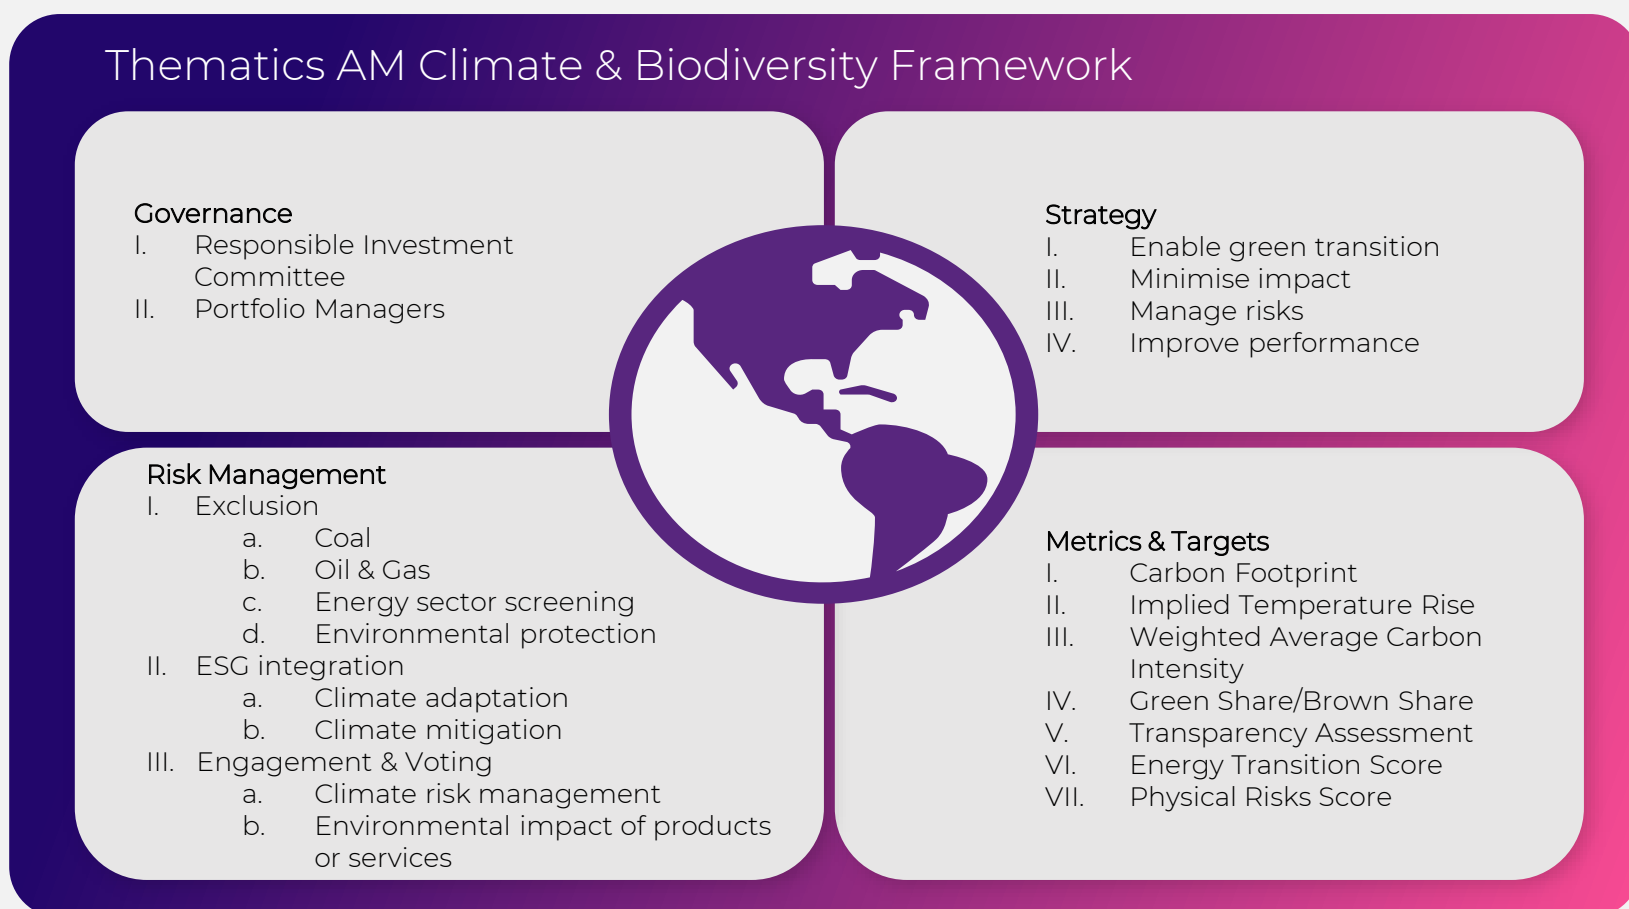 Thematics AM Climate & Biodiversity Framework
Governance
I. Responsible Investment
Committee
II. Portfolio Managers
Strategy
I. Enable green transition
II. Minimise impact
III. Manage risks
IV. Improve performance
Risk Management
I. Exclusion
a. Coal
b. Oil & Gas
c. Energy sector screening
d. Environmental protection
II. ESG integration
a. Climate adaptation
b. Climate mitigation
III. Engagement & Voting
a. Climate risk management
b. Environmental impact of products
or services
Metrics & Targets
I. Carbon Footprint
II. Implied Temperature Rise
III. Weighted Average Carbon
Intensity
IV. Green Share/Brown Share
V. Transparency Assessment
VI. Energy Transition Score
VII. Physical Risks Score